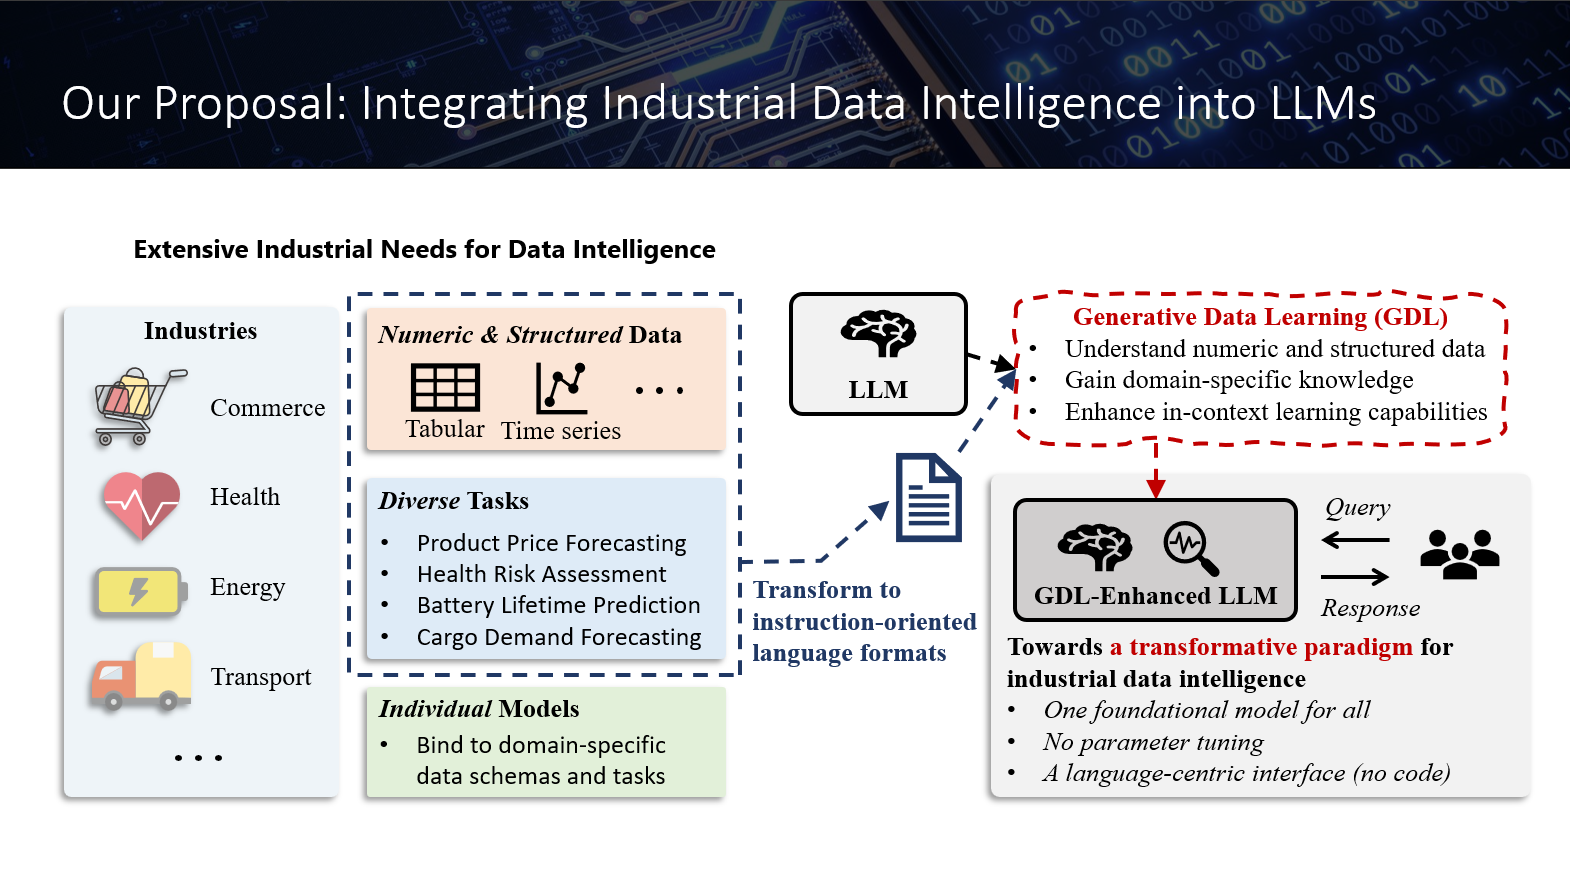 Our Proposal: Integrating Industrial Data Intelligence into LLMs
Extensive Industrial Needs for Data Intelligence
Industries
Commerce
Health
Energy
Transport
...
Numeric & Structured Data
Tabular
Time series
...
Diverse Tasks
• Product Price Forecasting
• Health Risk Assessment
• Battery Lifetime Prediction
• Cargo Demand Forecasting
Individual Models
• Bind to domain-specific
data schemas and tasks
Transform to
instruction-oriented
language formats
LLM
Generative Data Learning (GDL)
• Understand numeric and structured data
• Gain domain-specific knowledge
• Enhance in-context learning capabilities
GDL-Enhanced LLM
Query
Response
Towards a transformative paradigm for
industrial data intelligence
• One foundational model for all
• No parameter tuning
• A language-centric interface (no code)